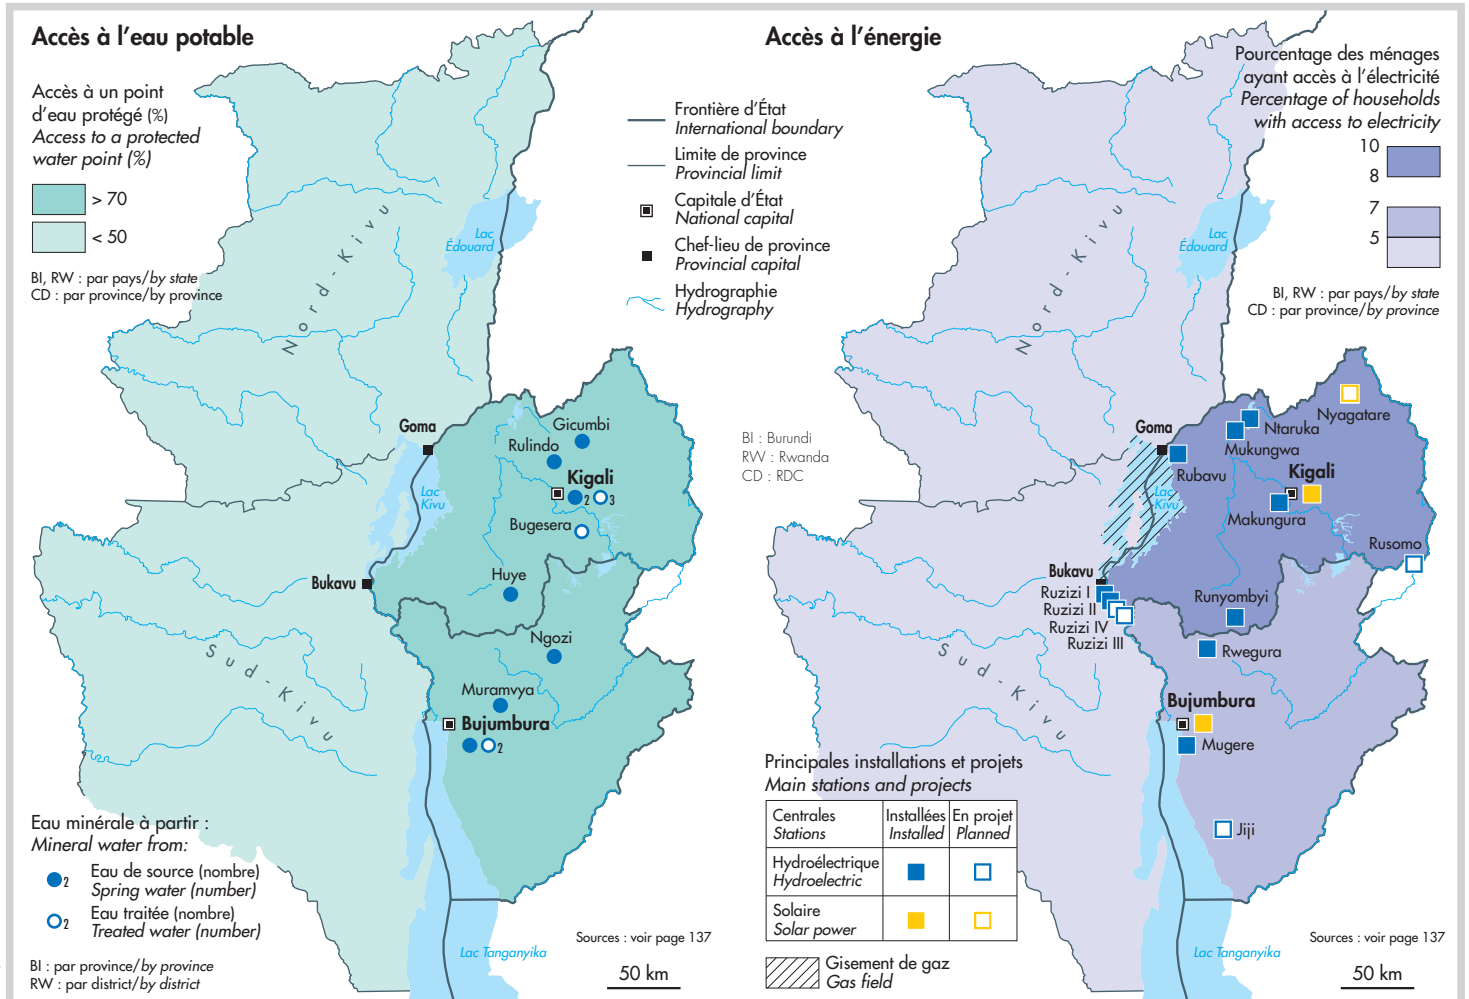 Accès à l'eau potable
Accès à un point
d'eau protégé (%)
Access to a protected
water point (%)
> 70
< 50
BI, RW : par pays/by state
CD : par province/by province
Frontière d'État
International boundary
Limite de province
Provincial limit
Capitale d'État
National capital
Chef-lieu de province
Provincial capital
Hydrographie
Hydrography
Lac
Édouard
Nord-Kivu
Goma
Gicumbi
Rulindo
Kigali
2
3
Lac
Kivu
Bugesera
Bukavu
Huye
Ngozi
Sud-Kivu
Muramvya
Bujumbura
2
Eau minérale à partir :
Mineral water from:
2
Eau de source (nombre)
Spring water (number)
2
Eau traitée (nombre)
Treated water (number)
BI : par province/by province
RW : par district/by district
Lac Tanganyika
Sources : voir page 137
50 km
Accès à l'énergie
Pourcentage des ménages
ayant accès à l'électricité
Percentage of households
with access to electricity
10
8
7
5
BI, RW : par pays/by state
CD : par province/by province
BI : Burundi
RW : Rwanda
CD : RDC
Lac
Édouard
Nord-Kivu
Nyagatare
Ntaruka
Mukungwa
Goma
Rubavu
Kigali
Lac
Kivu
Makungura
Rusomo
Bukavu
Ruzizi I
Ruzizi II
Ruzizi IV
Ruzizi III
Runyombyi
Rwegura
Sud-Kivu
Bujumbura
Mugere
Jiji
Principales installations et projets
Main stations and projects
Centrales
Stations
Installées
Installed
En projet
Planned
Hydroélectrique
Hydroelectric
Solaire
Solar power
Gisement de gaz
Gas field
Lac Tanganyika
Sources : voir page 137
50 km